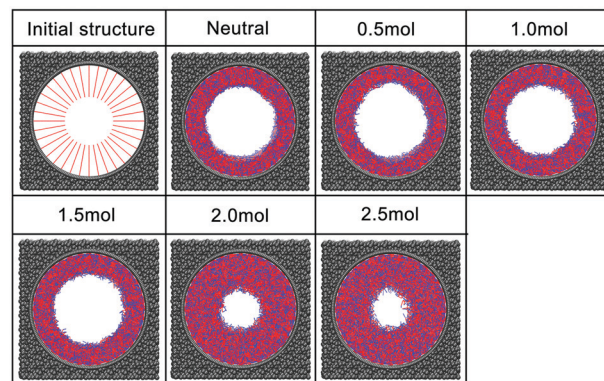 Initial structure
Neutral
0.5mol
1.0mol
1.5mol
2.0mol
2.5mol